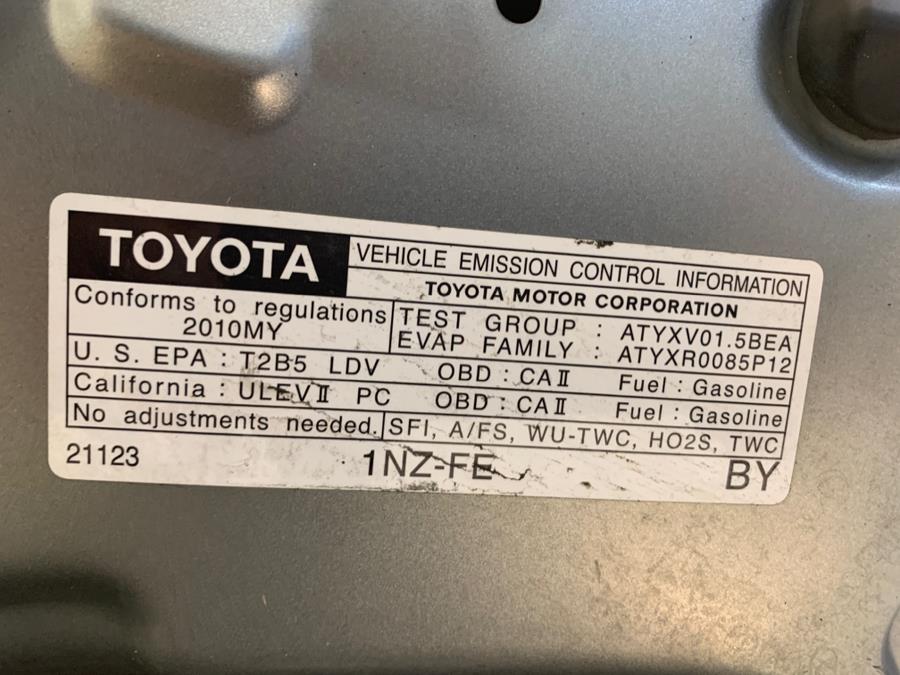 TOYOTA
VEHICLE EMISSION CONTROL INFORMATION
TOYOTA MOTOR CORPORATION
Conforms to regulations
2010MY
TEST GROUP : ATYXV01.5BEA
EVAP FAMILY : ATYXR0085P12
U. S. EPA : T2B5 LDV OBD : CAⅡ Fuel : Gasoline
California : ULEVⅡ PC OBD : CAⅡ Fuel : Gasoline
No adjustments needed. SFI, A/FS, WU-TWC, HO2S, TWC
21123 1NZ-FE BY